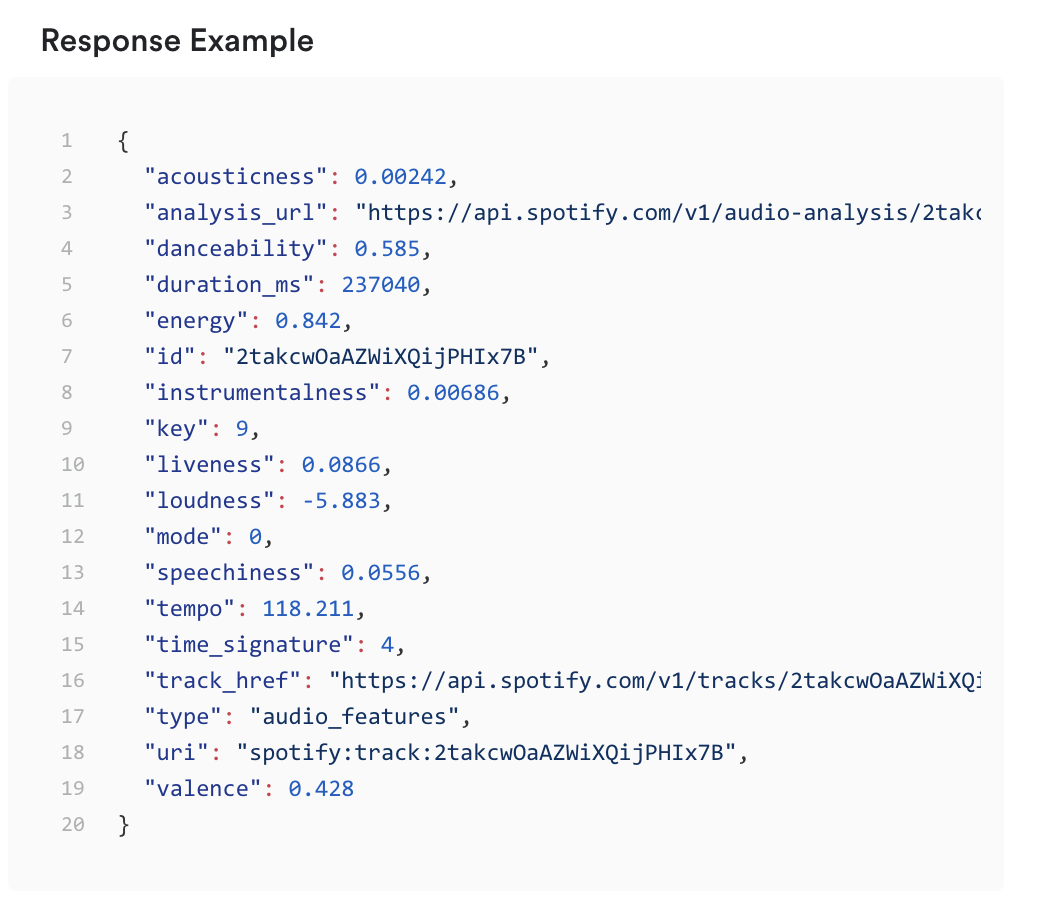 Response Example
1 {
2 "acousticness": 0.00242,
3 "analysis_url": "https://api.spotify.com/v1/audio-analysis/2takc
4 "danceability": 0.585,
5 "duration_ms": 237040,
6 "energy": 0.842,
7 "id": "2takcwOaAZWiXQijPHIx7B",
8 "instrumentalness": 0.00686,
9 "key": 9,
10 "liveness": 0.0866,
11 "loudness": -5.883,
12 "mode": 0,
13 "speechiness": 0.0556,
14 "tempo": 118.211,
15 "time_signature": 4,
16 "track_href": "https://api.spotify.com/v1/tracks/2takcwOaAZWiXQi
17 "type": "audio_features",
18 "uri": "spotify:track:2takcwOaAZWiXQijPHIx7B",
19 "valence": 0.428
20 }